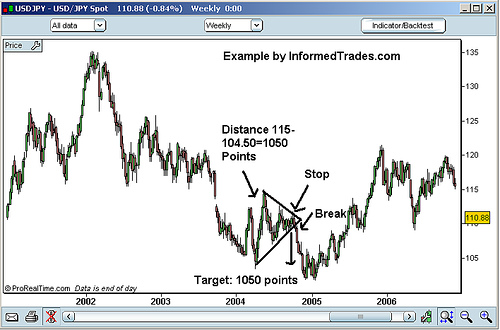 USDJPY - USD/JPY Spot 110.88 (-0.84%) Weekly 0:00
All data
Weekly
Indicator/Backtest
Price
Example by InformedTrades.com
135
130
125
120
115
110.88
105
Distance 115-
104.50=1050
Points
Stop
Break
Target: 1050 points
© ProRealTime.com Data is end of day
2002 2003 2004 2005 2006